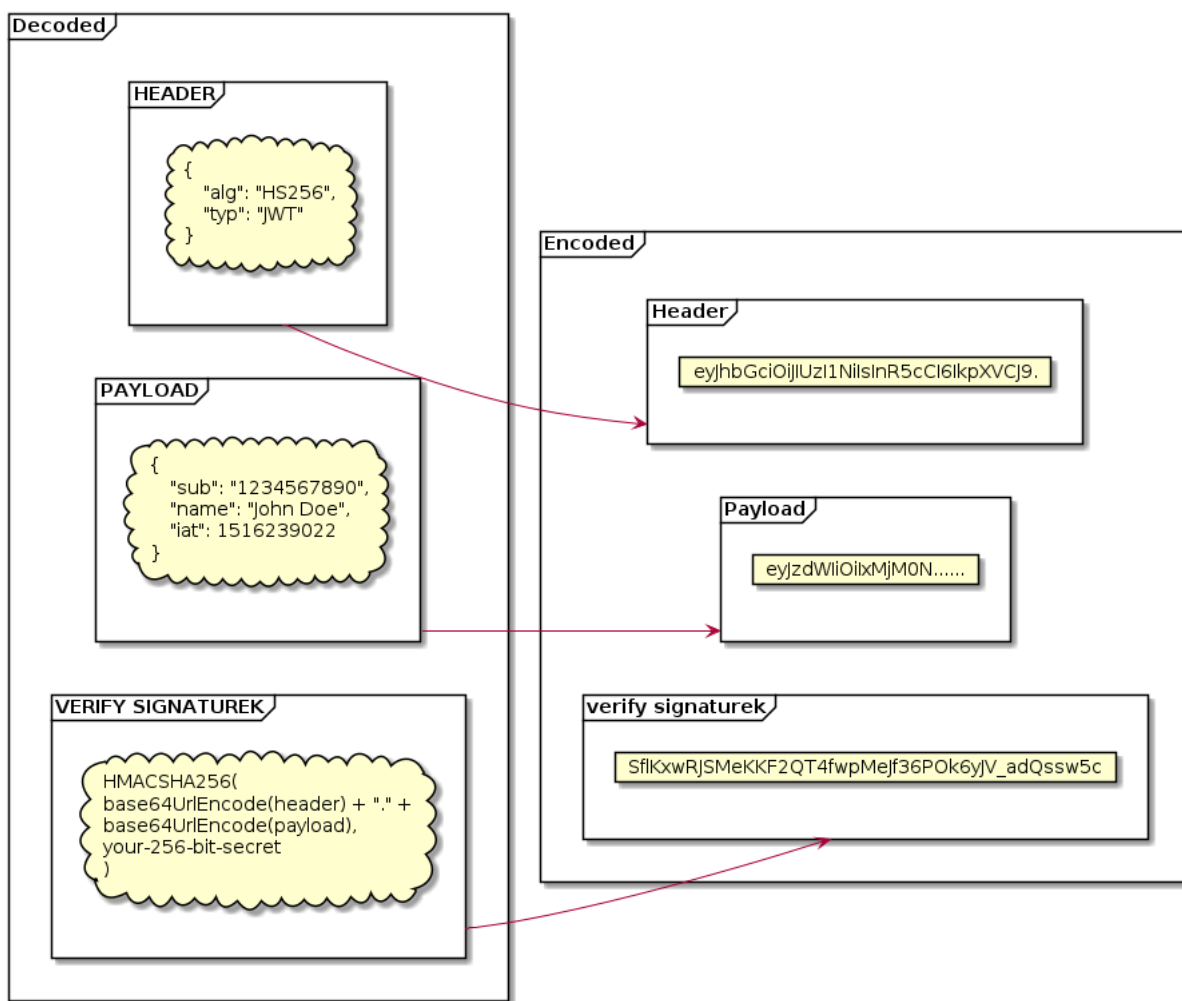 Decoded
HEADER
{
"alg": "HS256",
"typ": "JWT"
}
PAYLOAD
{
"sub": "1234567890",
"name": "John Doe",
"iat": 1516239022
}
VERIFY SIGNATUREK
HMACSHA256(
base64UrlEncode(header) + "." +
base64UrlEncode(payload),
your-256-bit-secret
)
Encoded
Header
eyJhbGciOiJIUzI1NiIsInR5cCI6IkpXVCJ9.
Payload
eyJzdWIiOiIxMjM0N......
verify signaturek
SflKxwRJSMeKKF2QT4fwpMeJf36POk6yJV_adQssw5c